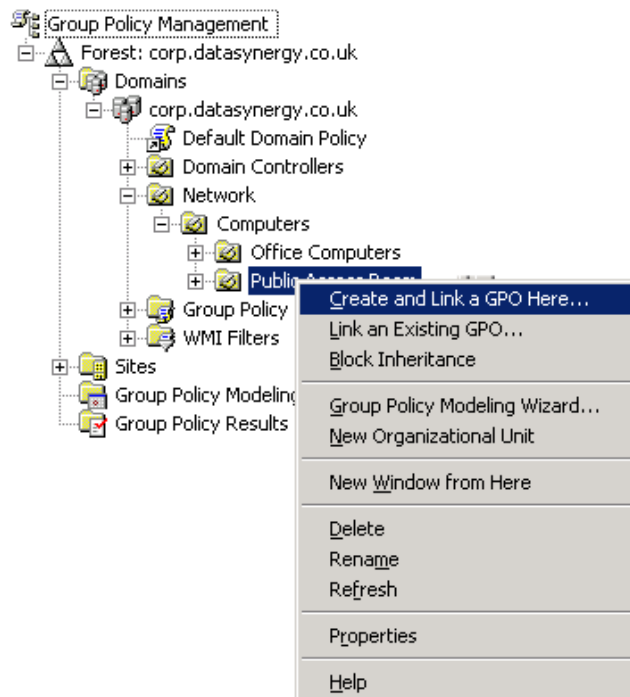 Group Policy Management
Forest: corp.datasynergy.co.uk
Domains
corp.datasynergy.co.uk
Default Domain Policy
Domain Controllers
Network
Computers
Office Computers
Public Access Room
Group Policy
WMI Filters
Sites
Group Policy Modeling
Group Policy Results
Create and Link a GPO Here...
Link an Existing GPO...
Block Inheritance
Group Policy Modeling Wizard...
New Organizational Unit
New Window from Here
Delete
Rename
Refresh
Properties
Help